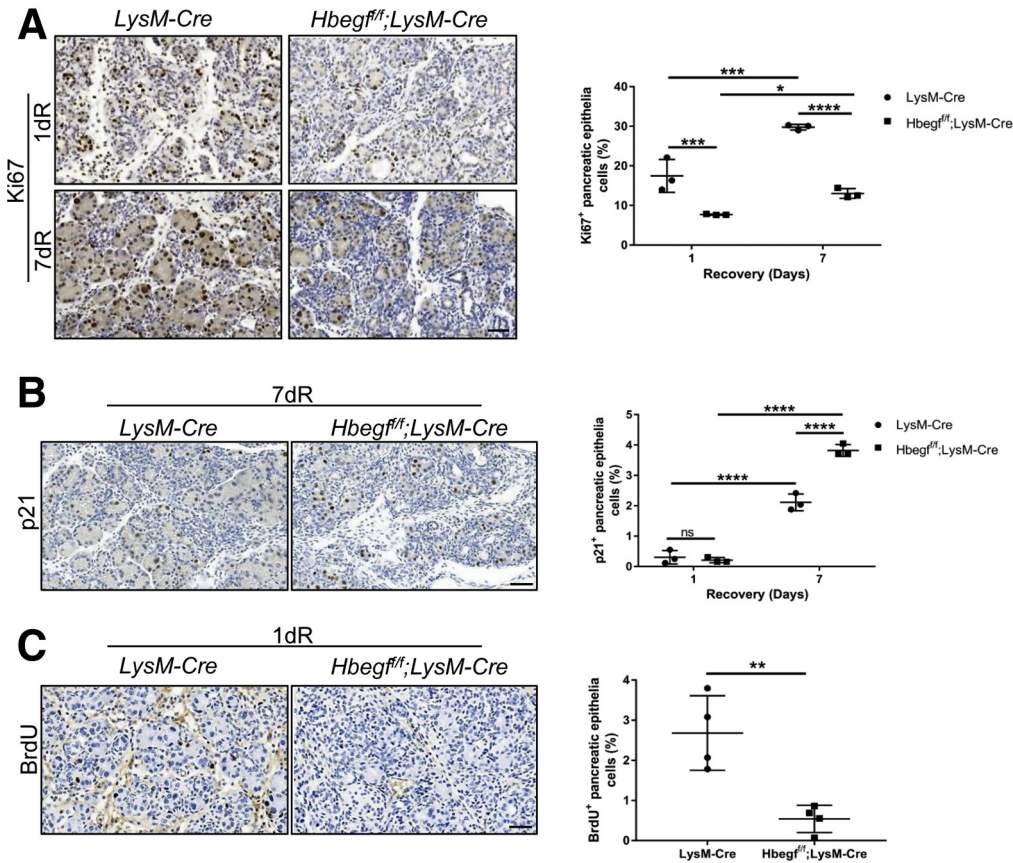 A
LysM-Cre
Hbegf^f/f;LysM-Cre
Ki67
1dR
7dR
Ki67+ pancreatic epithelia
cells (%)
40
30
20
10
0
***
*
****
***
1
7
Recovery (Days)
LysM-Cre
Hbegf^f/f;LysM-Cre
B
7dR
LysM-Cre
Hbegf^f/f;LysM-Cre
p21
p21+ pancreatic epithelia
cells (%)
5
4
3
2
1
0
****
****
****
ns
1
7
Recovery (Days)
LysM-Cre
Hbegf^f/f;LysM-Cre
C
1dR
LysM-Cre
Hbegf^f/f;LysM-Cre
BrdU
BrdU+ pancreatic epithelia
cells (%)
4
3
2
1
0
**
LysM-Cre
Hbegf^f/f;LysM-Cre